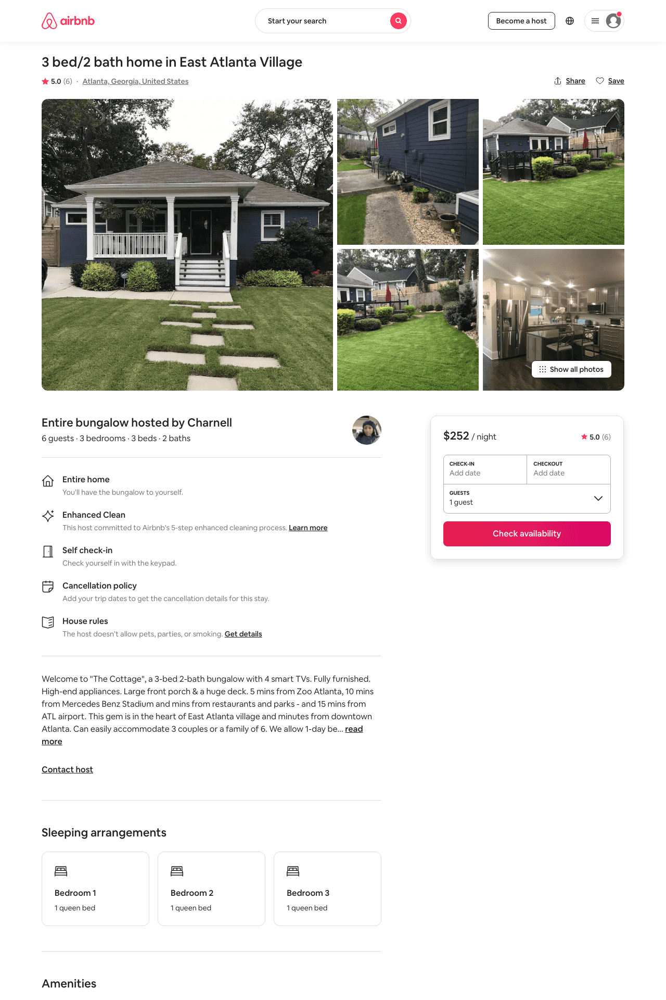 airbnb
Start your search
Become a host
3 bed/2 bath home in East Atlanta Village
5.0 (6) · Atlanta, Georgia, United States
Share
Save
Show all photos
Entire bungalow hosted by Charnell
6 guests · 3 bedrooms · 3 beds · 2 baths
Entire home
You’ll have the bungalow to yourself.
Enhanced Clean
This host committed to Airbnb's 5-step enhanced cleaning process. Learn more
Self check-in
Check yourself in with the keypad.
Cancellation policy
Add your trip dates to get the cancellation details for this stay.
House rules
The host doesn’t allow pets, parties, or smoking. Get details
$252 / night
5.0 (6)
CHECK-IN
Add date
CHECKOUT
Add date
GUESTS
1 guest
Check availability
Welcome to "The Cottage", a 3-bed 2-bath bungalow with 4 smart TVs. Fully furnished.
High-end appliances. Large front porch & a huge deck. 5 mins from Zoo Atlanta, 10 mins
from Mercedes Benz Stadium and mins from restaurants and parks - and 15 mins from
ATL airport. This gem is in the heart of East Atlanta village and minutes from downtown
Atlanta. Can easily accommodate 3 couples or a family of 6. We allow 1-day be... read
more
Contact host
Sleeping arrangements
Bedroom 1
1 queen bed
Bedroom 2
1 queen bed
Bedroom 3
1 queen bed
Amenities